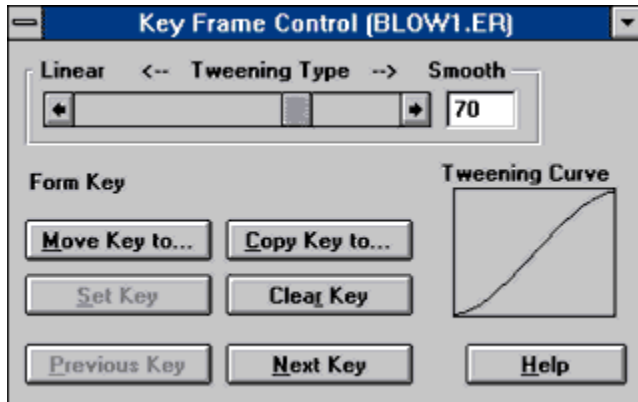 Key Frame Control (BLOW1.ER)
Linear <-- Tweening Type --> Smooth
70
Form Key
Tweening Curve
Move Key to... Copy Key to...
Set Key Clear Key
Previous Key Next Key Help